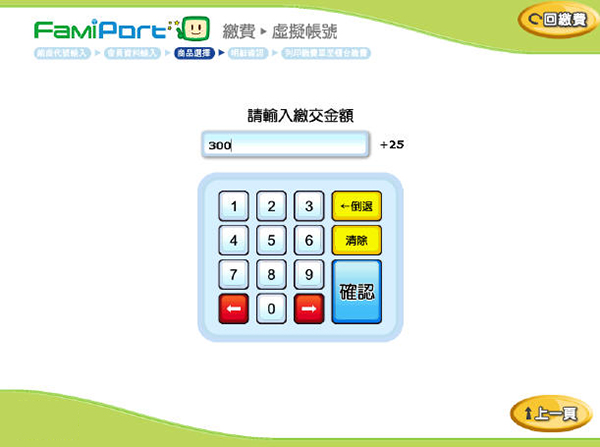 FamiPort 繳費 ▸ 虛擬帳號
回繳費
繳費代號輸入 ▸ 會員資料輸入 ▸ 商品選擇 ▸ 明細確認 ▸ 列印繳費單至櫃台繳費
請輸入繳交金額
300 +25
1 2 3 ←倒退
4 5 6 清除
7 8 9 確認
← 0 →
⬆上一頁